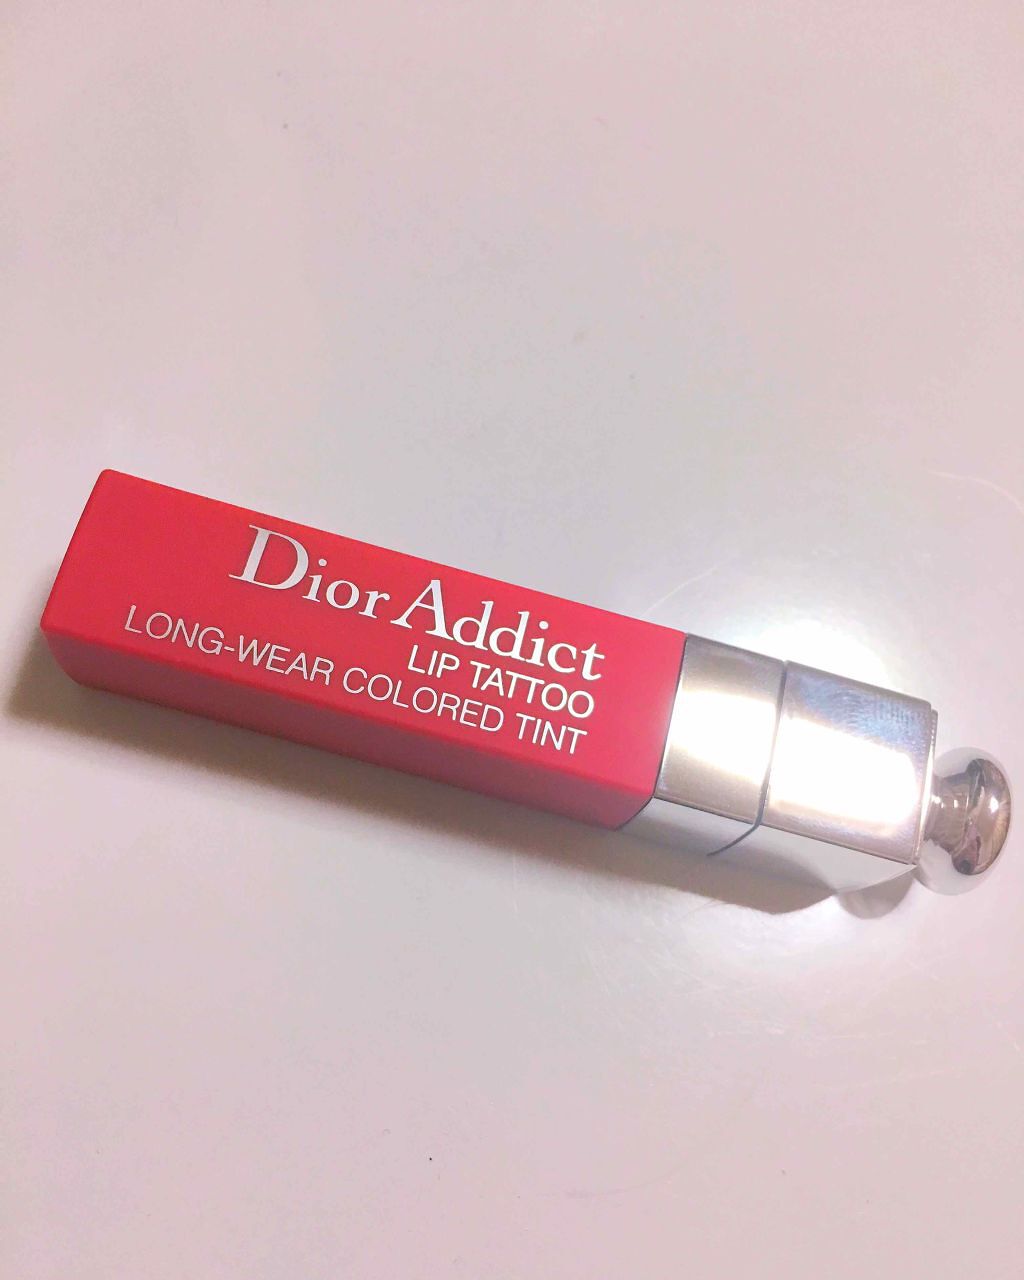 Dior Addict
LIP TATTOO
LONG-WEAR COLORED TINT